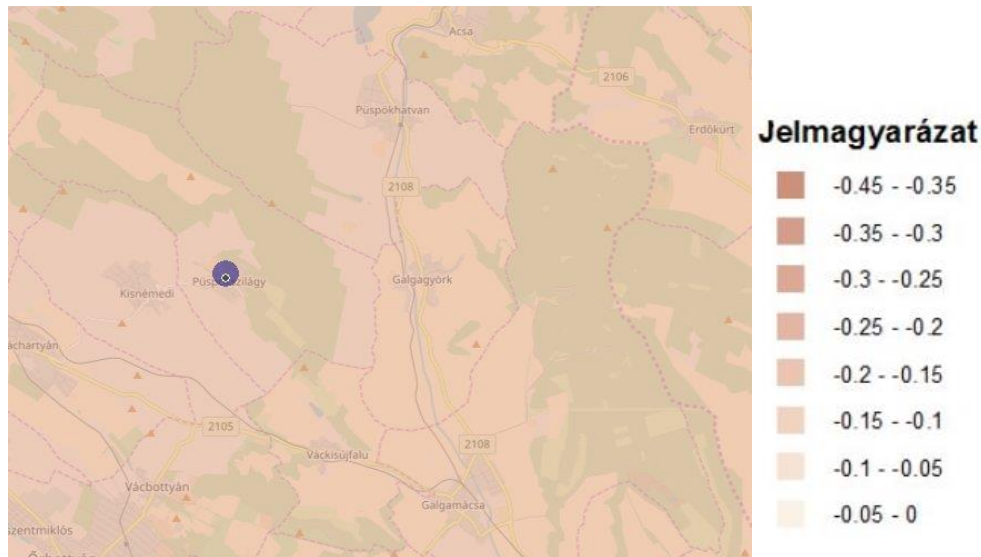 Acsa
2106
Püspökhatvan
Erdőkürt
2108
Kisnémedi
Galgagyörk
2105
2108
Váckisújfalu
Vácbottyán
Galgamácsa
Jelmagyarázat
-0.45 - -0.35
-0.35 - -0.3
-0.3 - -0.25
-0.25 - -0.2
-0.2 - -0.15
-0.15 - -0.1
-0.1 - -0.05
-0.05 - 0